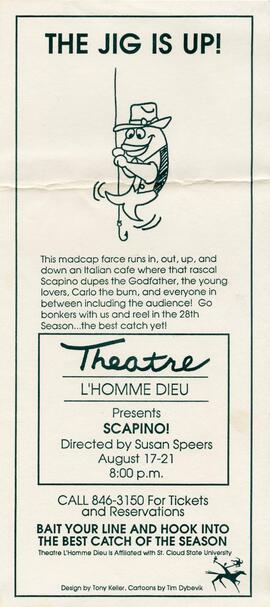 THE JIG IS UP!
This madcap farce runs in, out, up, and
down an Italian cafe where that rascal
Scapino dupes the Godfather, the young
lovers, Carlo the bum, and everyone in
between including the audience! Go
bonkers with us and reel in the 28th
Season...the best catch yet!
Theatre
L'HOMME DIEU
Presents
SCAPINO!
Directed by Susan Speers
August 17-21
8:00 p.m.
CALL 846-3150 For Tickets
and Reservations
BAIT YOUR LINE AND HOOK INTO
THE BEST CATCH OF THE SEASON
Theatre L'Homme Dieu is Affiliated with St. Cloud State University
Design by Tony Keller, Cartoons by Tim Dybevik